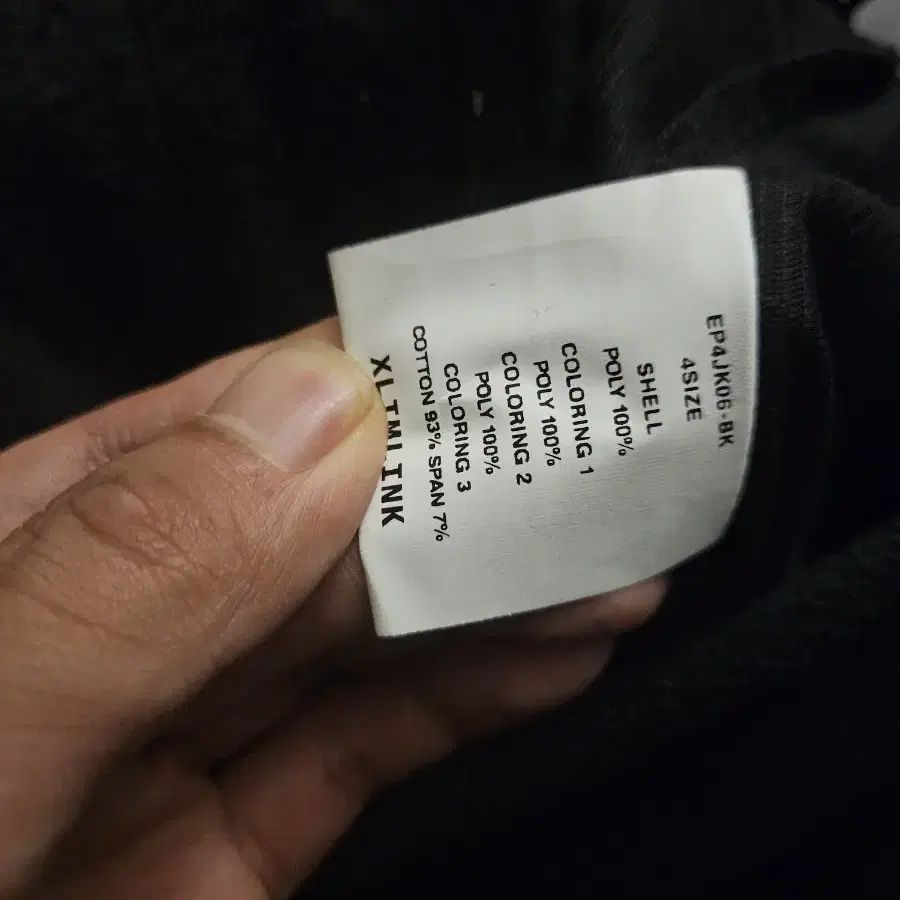 EP4JK06-BK
4SIZE
SHELL
POLY 100%
COLORING 1
POLY 100%
COLORING 2
POLY 100%
COLORING 3
COTTON 93% SPAN 7%